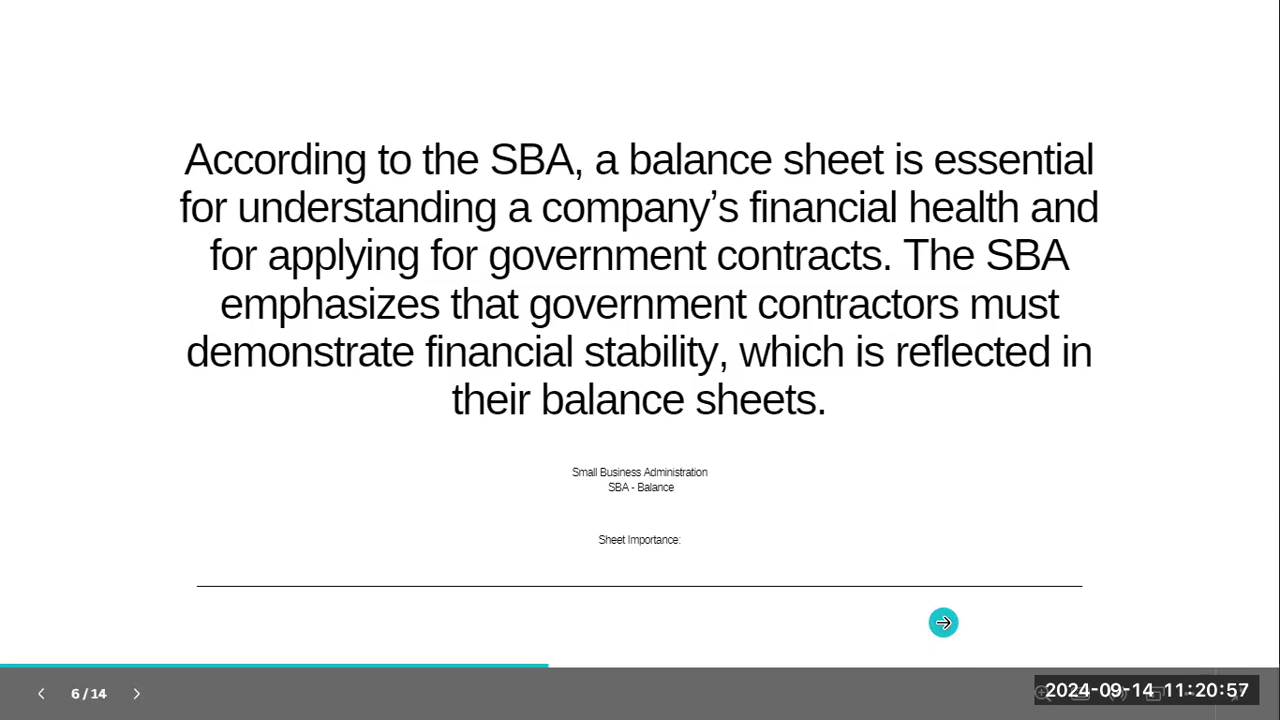 According to the SBA, a balance sheet is essential
for understanding a company’s financial health and
for applying for government contracts. The SBA
emphasizes that government contractors must
demonstrate financial stability, which is reflected in
their balance sheets.
Small Business Administration
SBA - Balance
Sheet Importance:
6 / 14
2024-09-14 11:20:57